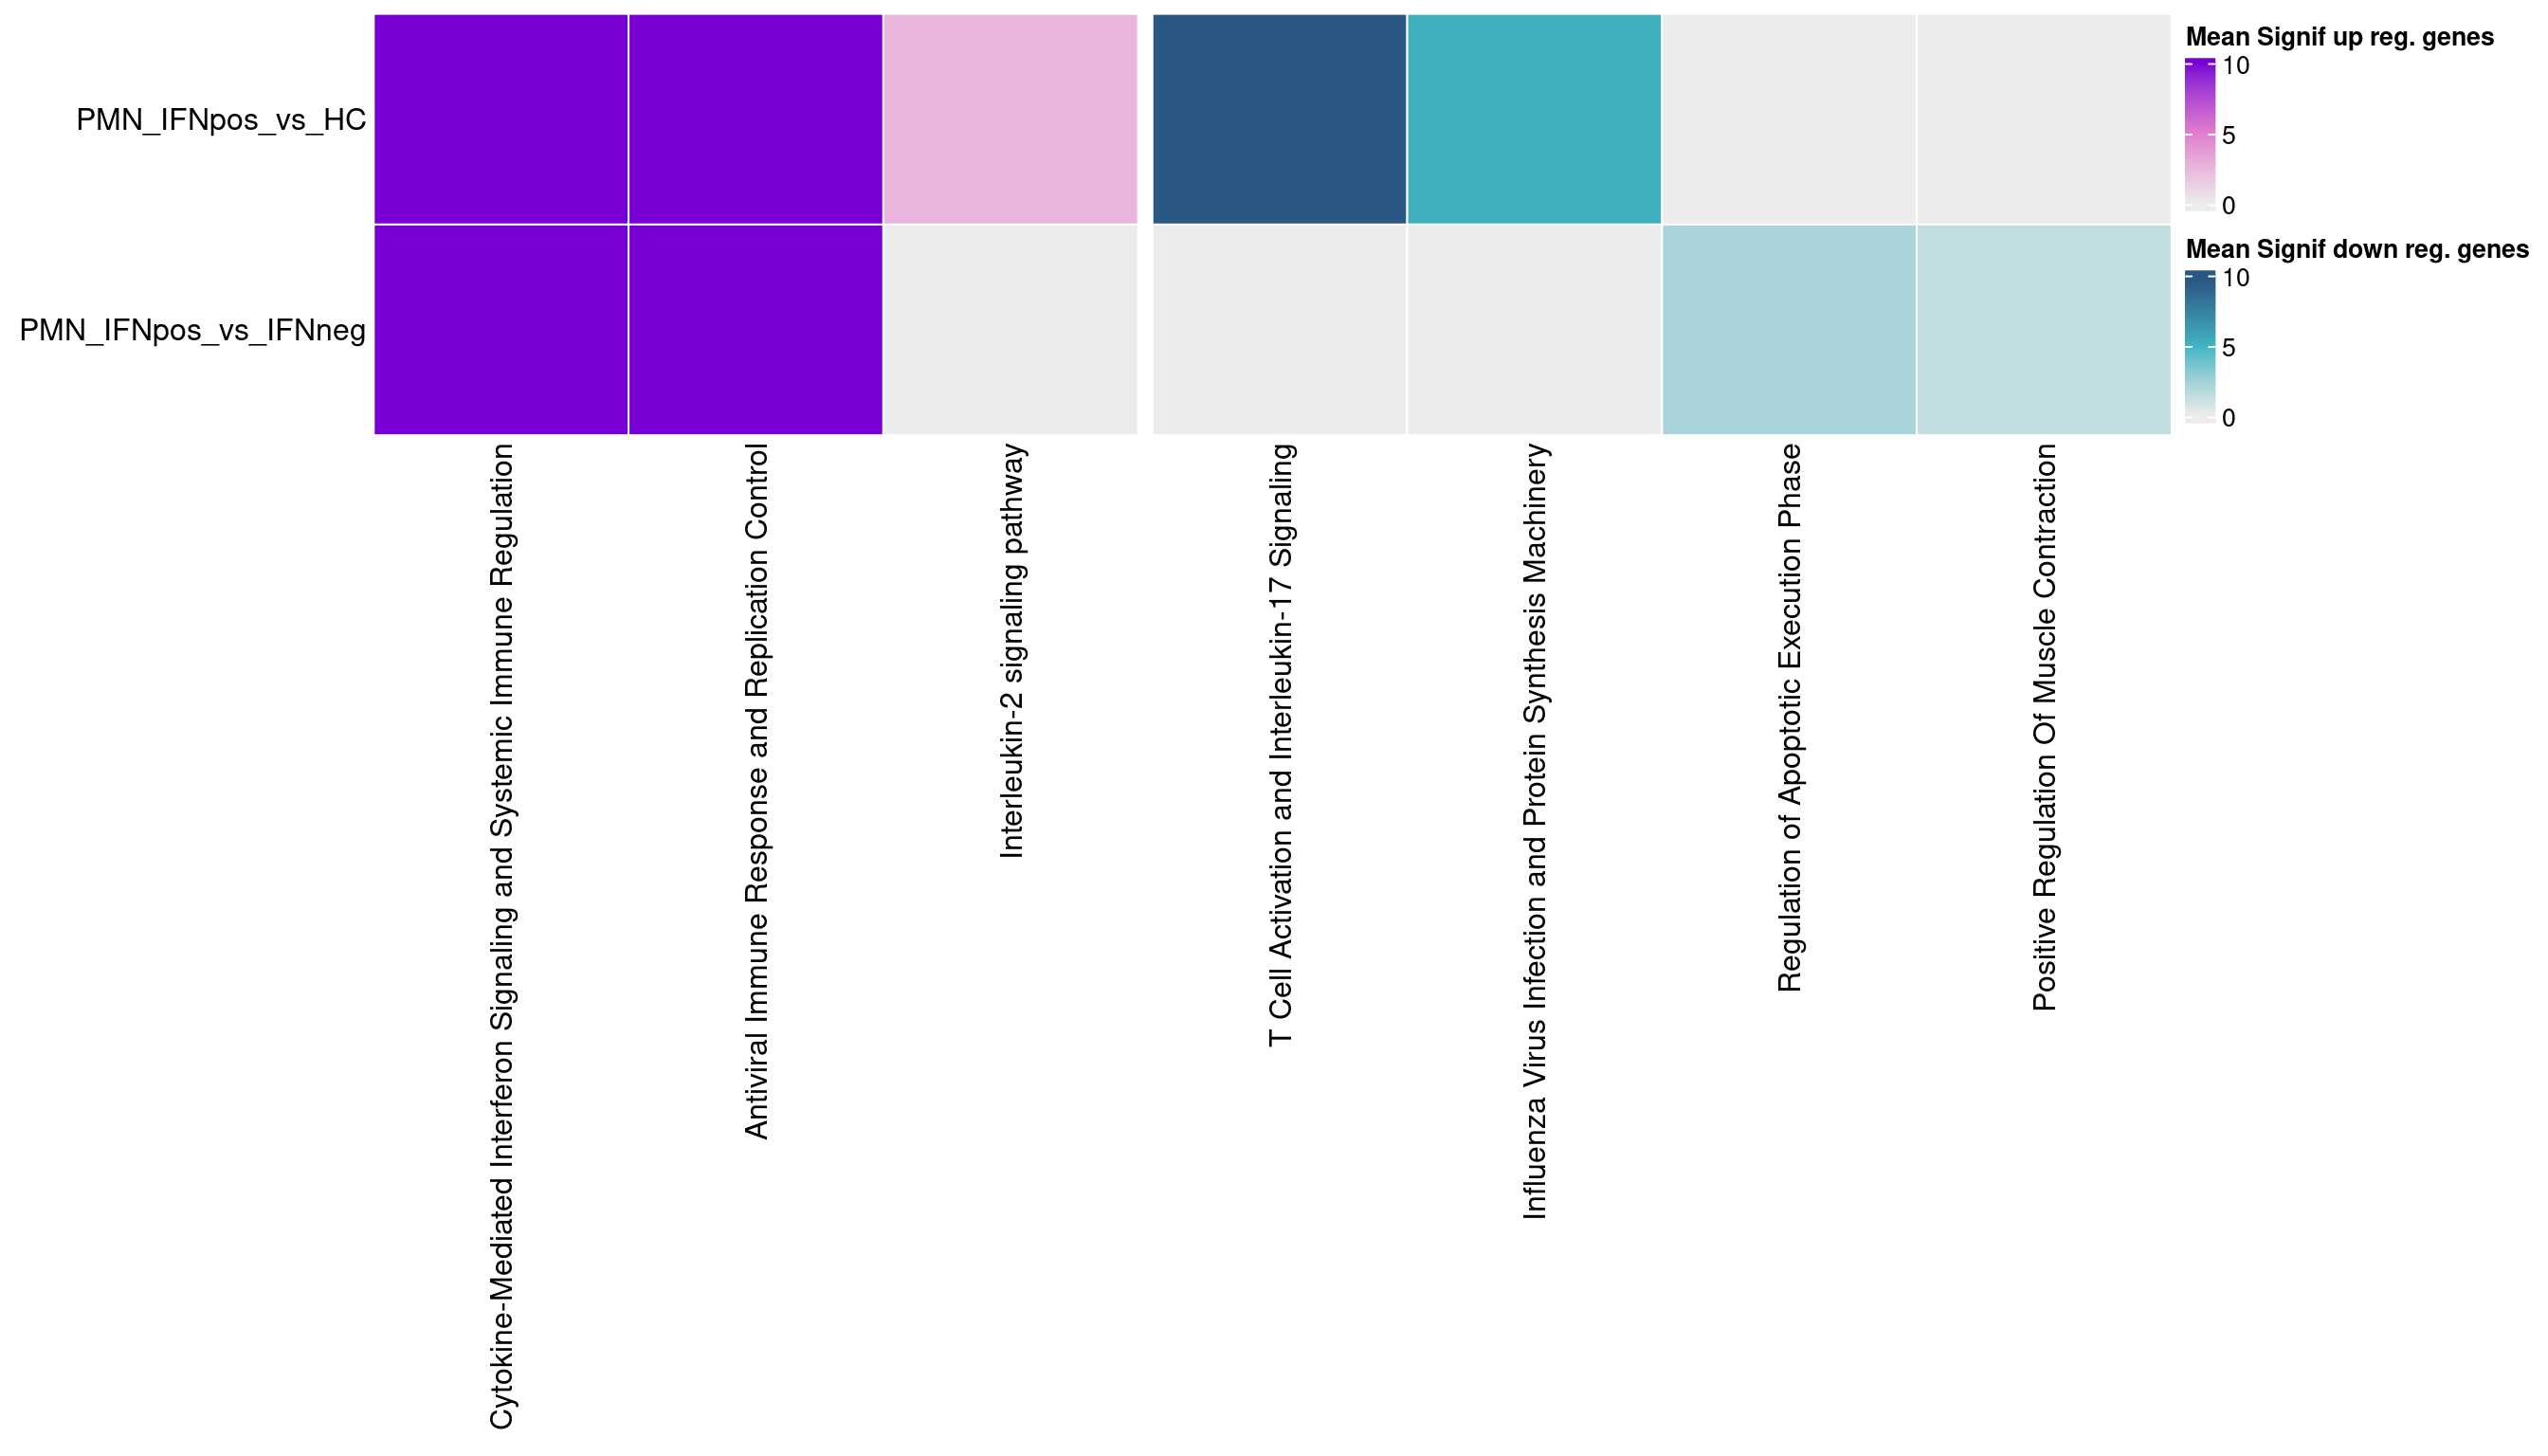 Mean Signif up reg. genes
10
5
0
PMN_IFNpos_vs_HC
Mean Signif down reg. genes
10
5
0
PMN_IFNpos_vs_IFNneg
Cytokine-Mediated Interferon Signaling and Systemic Immune Regulation
Antiviral Immune Response and Replication Control
Interleukin-2 signaling pathway
T Cell Activation and Interleukin-17 Signaling
Influenza Virus Infection and Protein Synthesis Machinery
Regulation of Apoptotic Execution Phase
Positive Regulation Of Muscle Contraction